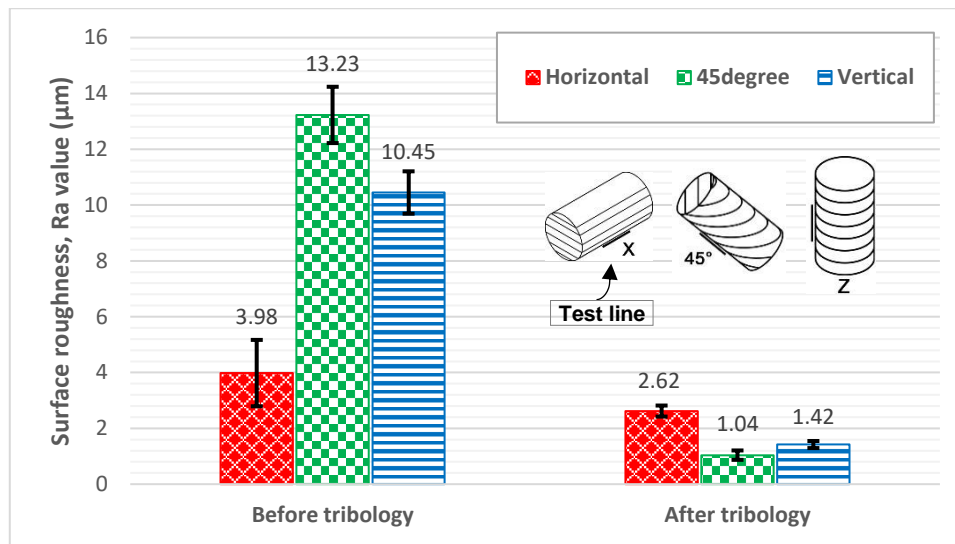 Surface roughness, Ra value (µm)
16
14
12
10
8
6
4
2
0
Horizontal
45degree
Vertical
13.23
10.45
3.98
2.62
1.04
1.42
X
45°
Z
Test line
Before tribology
After tribology